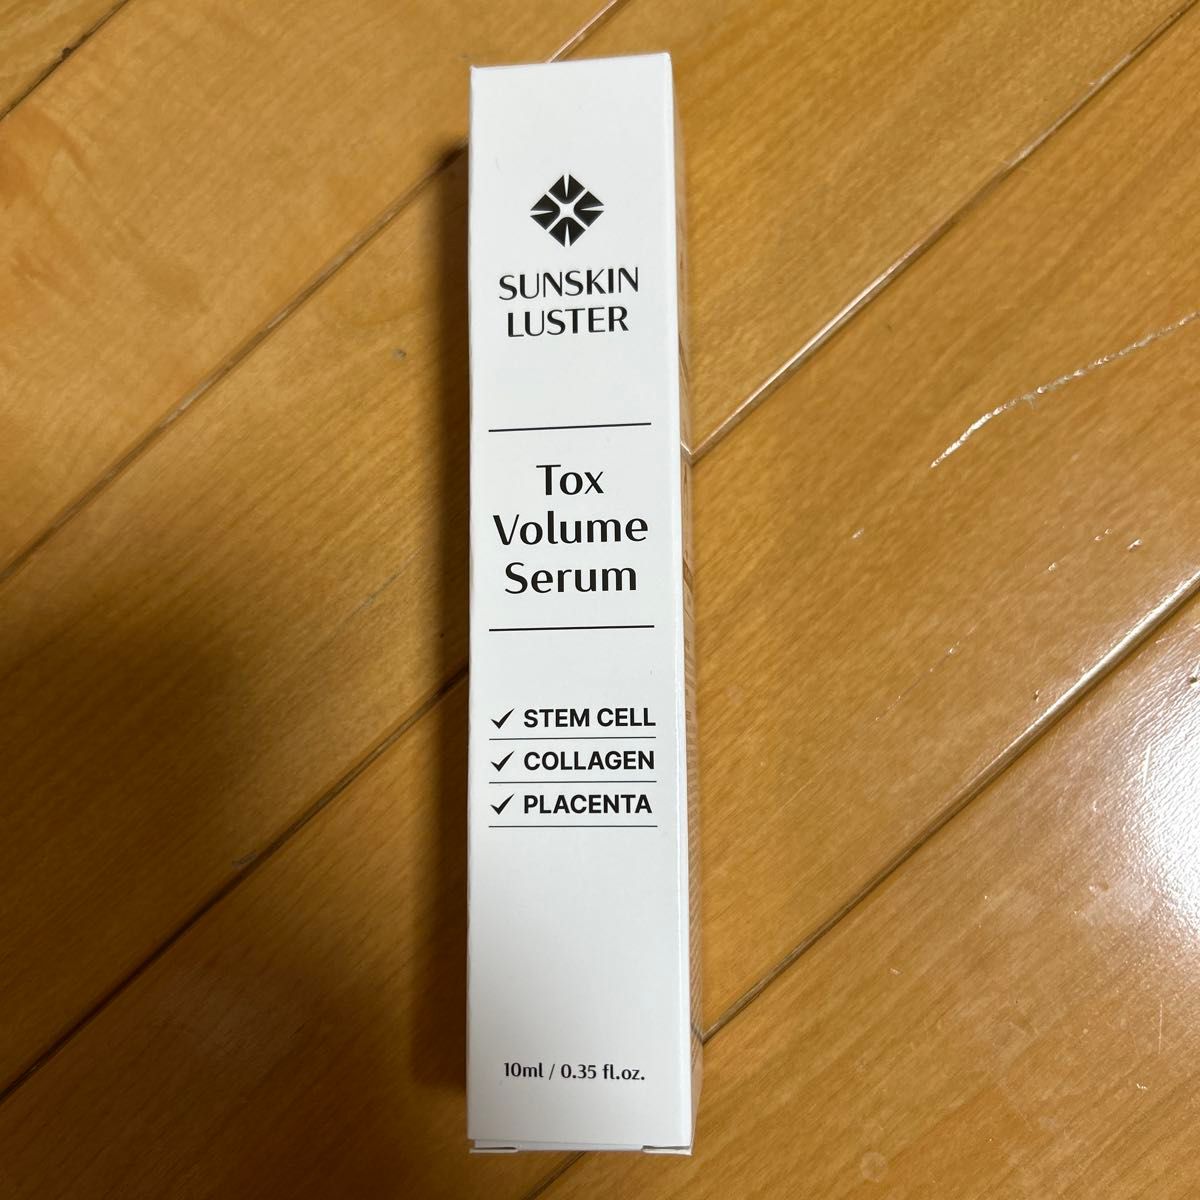 SUNSKIN
LUSTER
Tox
Volume
Serum
✓ STEM CELL
✓ COLLAGEN
✓ PLACENTA
10ml / 0.35 fl.oz.